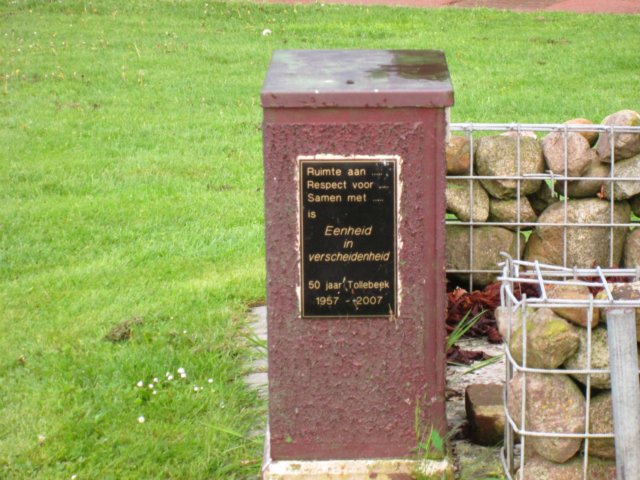 Ruimte aan .....
Respect voor .....
Samen met .....
is
Eenheid
in
verscheidenheid
50 jaar Tollebeek
1957 - 2007